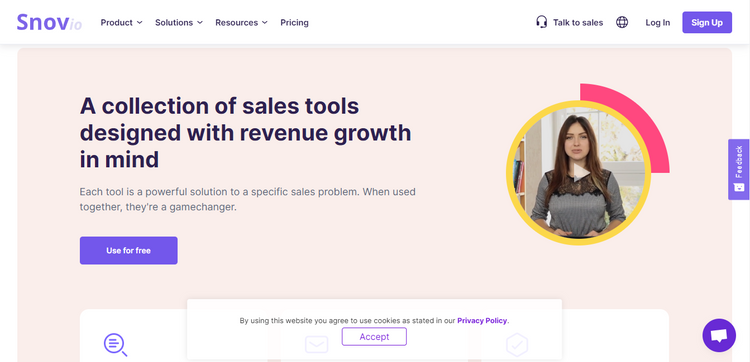 Snovio
Product
Solutions
Resources
Pricing
Talk to sales
Log In
Sign Up
A collection of sales tools
designed with revenue growth
in mind
Each tool is a powerful solution to a specific sales problem. When used
together, they're a gamechanger.
Use for free
Feedback
By using this website you agree to use cookies as stated in our Privacy Policy.
Accept